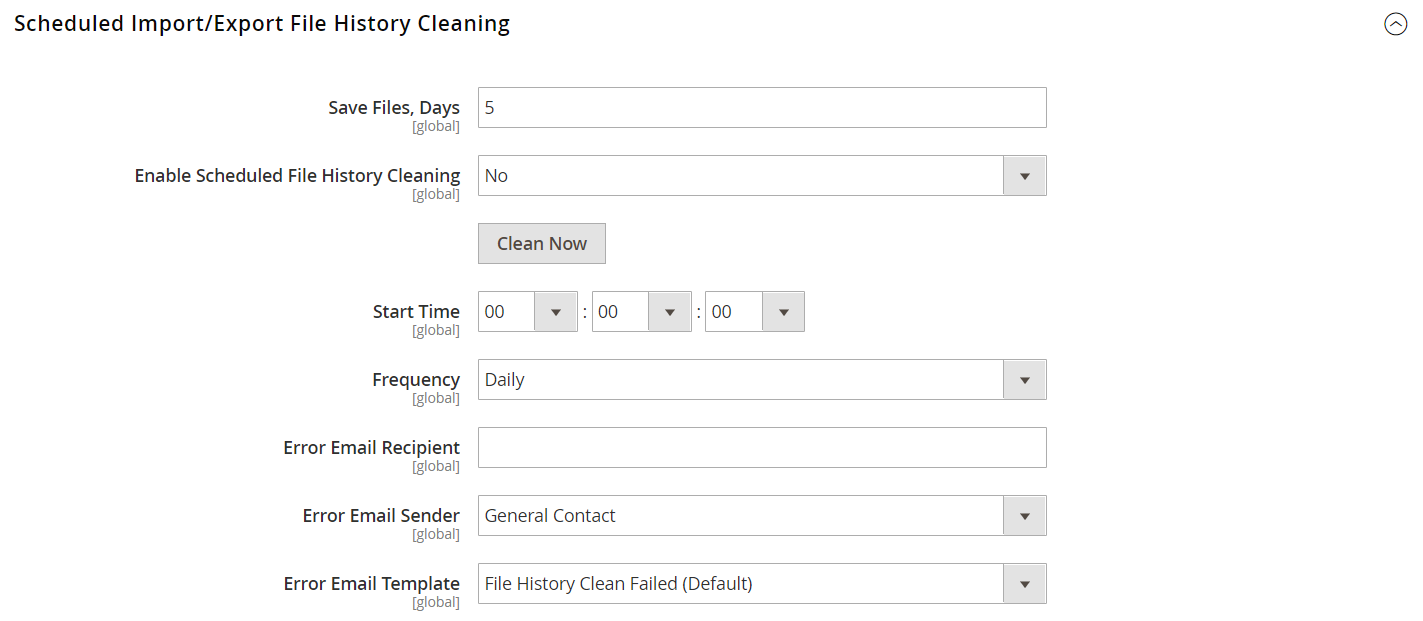 Scheduled Import/Export File History Cleaning
Save Files, Days 5
[global]
Enable Scheduled File History Cleaning No
[global]
Clean Now
Start Time 00 : 00 : 00
[global]
Frequency Daily
[global]
Error Email Recipient
[global]
Error Email Sender General Contact
[global]
Error Email Template File History Clean Failed (Default)
[global]